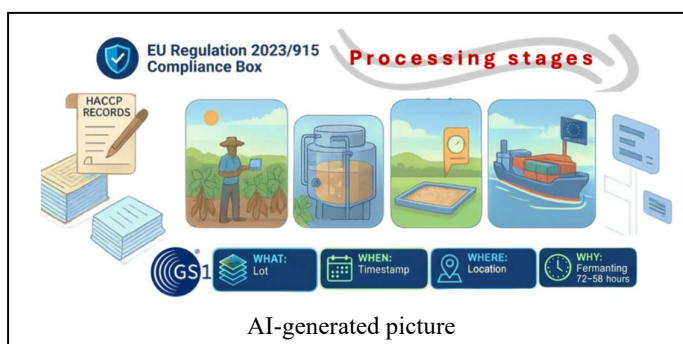 EU Regulation 2023/915
Compliance Box
Processing stages
HACCP
RECORDS
GS1
WHAT:
Lot
WHEN:
Timestamp
WHERE:
Location
WHY:
Fermanting
72–58 hours
AI-generated picture